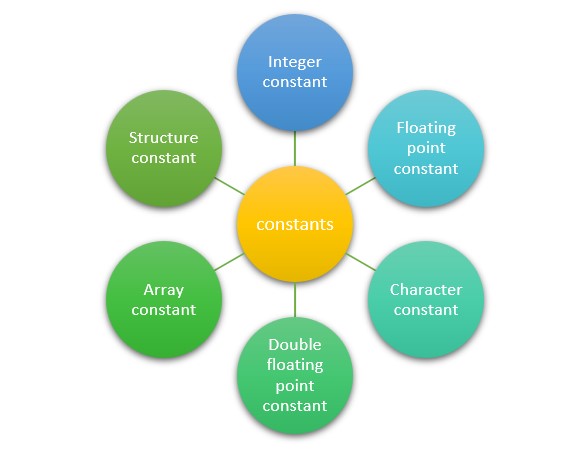 Integer
constant
Floating
point
constant
Character
constant
Double
floating
point
constant
Array
constant
Structure
constant
constants